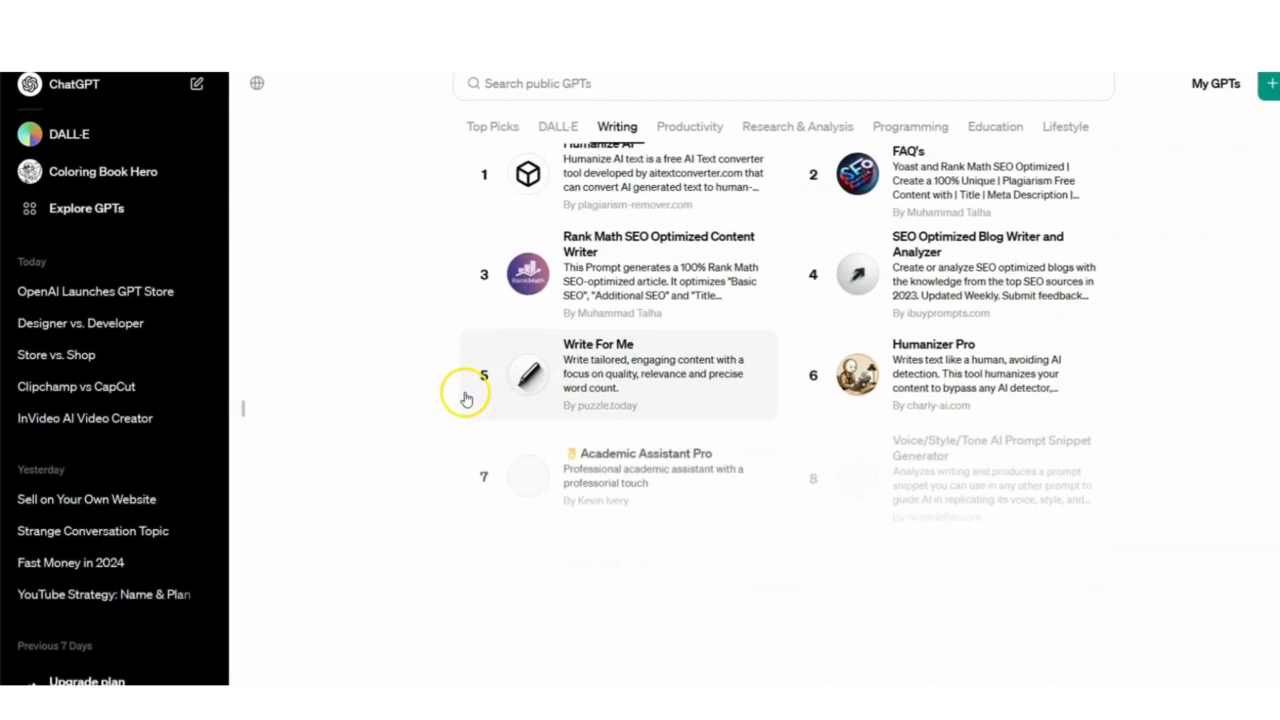 ChatGPT
DALL·E
Coloring Book Hero
Explore GPTs
Today
OpenAI Launches GPT Store
Designer vs. Developer
Store vs. Shop
Clipchamp vs CapCut
InVideo AI Video Creator
Yesterday
Sell on Your Own Website
Strange Conversation Topic
Fast Money in 2024
YouTube Strategy: Name & Plan
Previous 7 Days
Upgrade plan
Search public GPTs
My GPTs
+
Top Picks DALL·E Writing Productivity Research & Analysis Programming Education Lifestyle
1
Humanize AI
Humanize AI text is a free AI Text converter
tool developed by aitextconverter.com that
can convert AI generated text to human-...
By plagiarism-remover.com
2
FAQ's
Yoast and Rank Math SEO Optimized |
Create a 100% Unique | Plagiarism Free
Content with | Title | Meta Description |...
By Muhammad Talha
SEO
3
RankMath
Rank Math SEO Optimized Content
Writer
This Prompt generates a 100% Rank Math
SEO-optimized article. It optimizes "Basic
SEO", "Additional SEO" and "Title...
By Muhammad Talha
4
SEO Optimized Blog Writer and
Analyzer
Create or analyze SEO optimized blogs with
the knowledge from the top SEO sources in
2023. Updated Weekly. Submit feedback...
By ibuyprompts.com
5
Write For Me
Write tailored, engaging content with a
focus on quality, relevance and precise
word count.
By puzzle.today
6
Humanizer Pro
Writes text like a human, avoiding AI
detection. This tool humanizes your
content to bypass any AI detector,...
By charly-ai.com
7
Academic Assistant Pro
Professional academic assistant with a
professorial touch
By Kevin Ivery
8
Voice/Style/Tone AI Prompt Snippet
Generator
Analyzes writing and produces a prompt
snippet you can use in any other prompt to
guide AI in replicating its voice, style, and...
By nicoleleffer.com